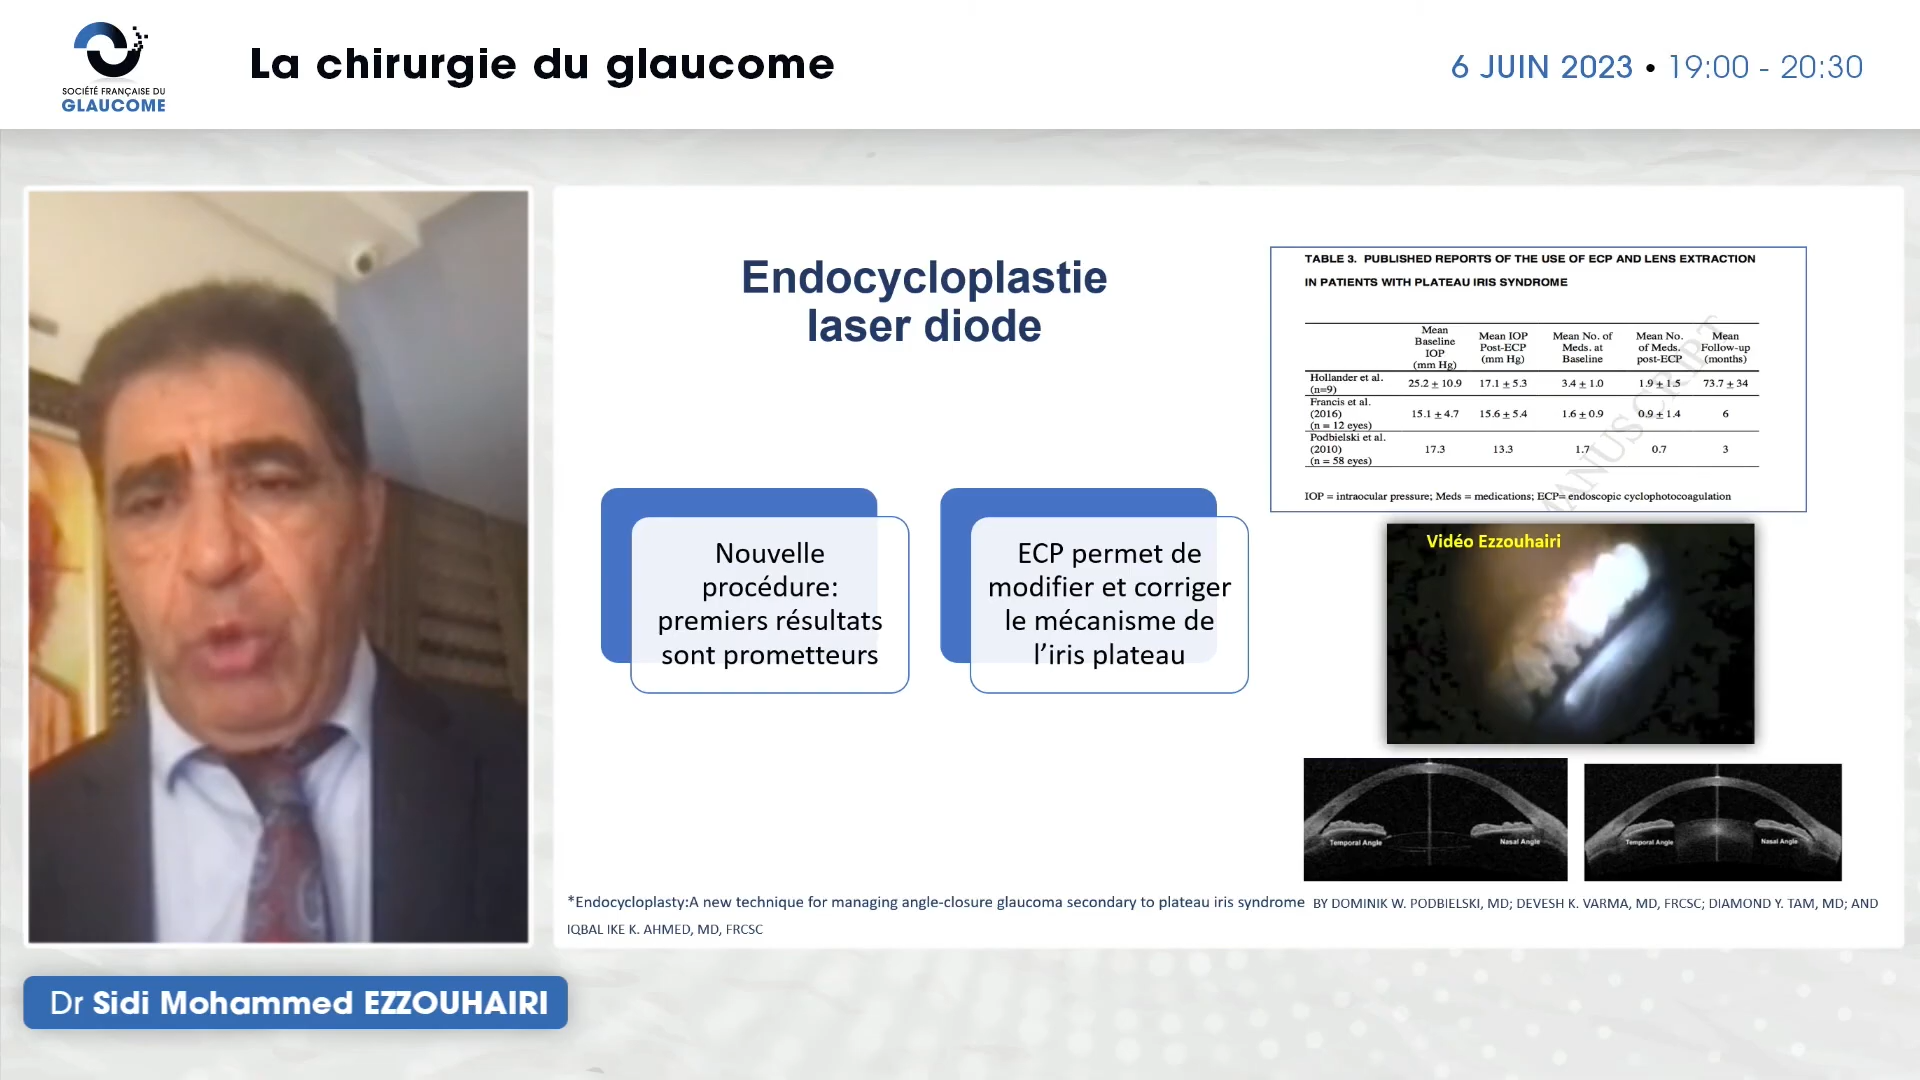 SOCIÉTÉ FRANÇAISE DU
GLAUCOME
La chirurgie du glaucome
6 JUIN 2023 • 19:00 - 20:30
Endocycloplastie
laser diode
Nouvelle
procédure:
premiers résultats
sont prometteurs
ECP permet de
modifier et corriger
le mécanisme de
l’iris plateau
TABLE 3. PUBLISHED REPORTS OF THE USE OF ECP AND LENS EXTRACTION
IN PATIENTS WITH PLATEAU IRIS SYNDROME
Mean Baseline IOP (mm Hg) Mean IOP Post-ECP (mm Hg) Mean No. of Meds. at Baseline Mean No. of Meds. post-ECP Mean Follow-up (months)
Hollander et al. (n=9) 25.2 ± 10.9 17.1 ± 5.3 3.4 ± 1.0 1.9 ± 1.5 73.7 ± 34
Francis et al. (2016) (n = 12 eyes) 15.1 ± 4.7 15.6 ± 5.4 1.6 ± 0.9 0.9 ± 1.4 6
Podbielski et al. (2010) (n = 58 eyes) 17.3 13.3 1.7 0.7 3
IOP = intraocular pressure; Meds = medications; ECP= endoscopic cyclophotocoagulation
Vidéo Ezzouhairi
Temporal Angle Nasal Angle
Temporal Angle Nasal Angle
*Endocycloplasty:A new technique for managing angle-closure glaucoma secondary to plateau iris syndrome BY DOMINIK W. PODBIELSKI, MD; DEVESH K. VARMA, MD, FRCSC; DIAMOND Y. TAM, MD; AND
IQBAL IKE K. AHMED, MD, FRCSC
Dr Sidi Mohammed EZZOUHAIRI